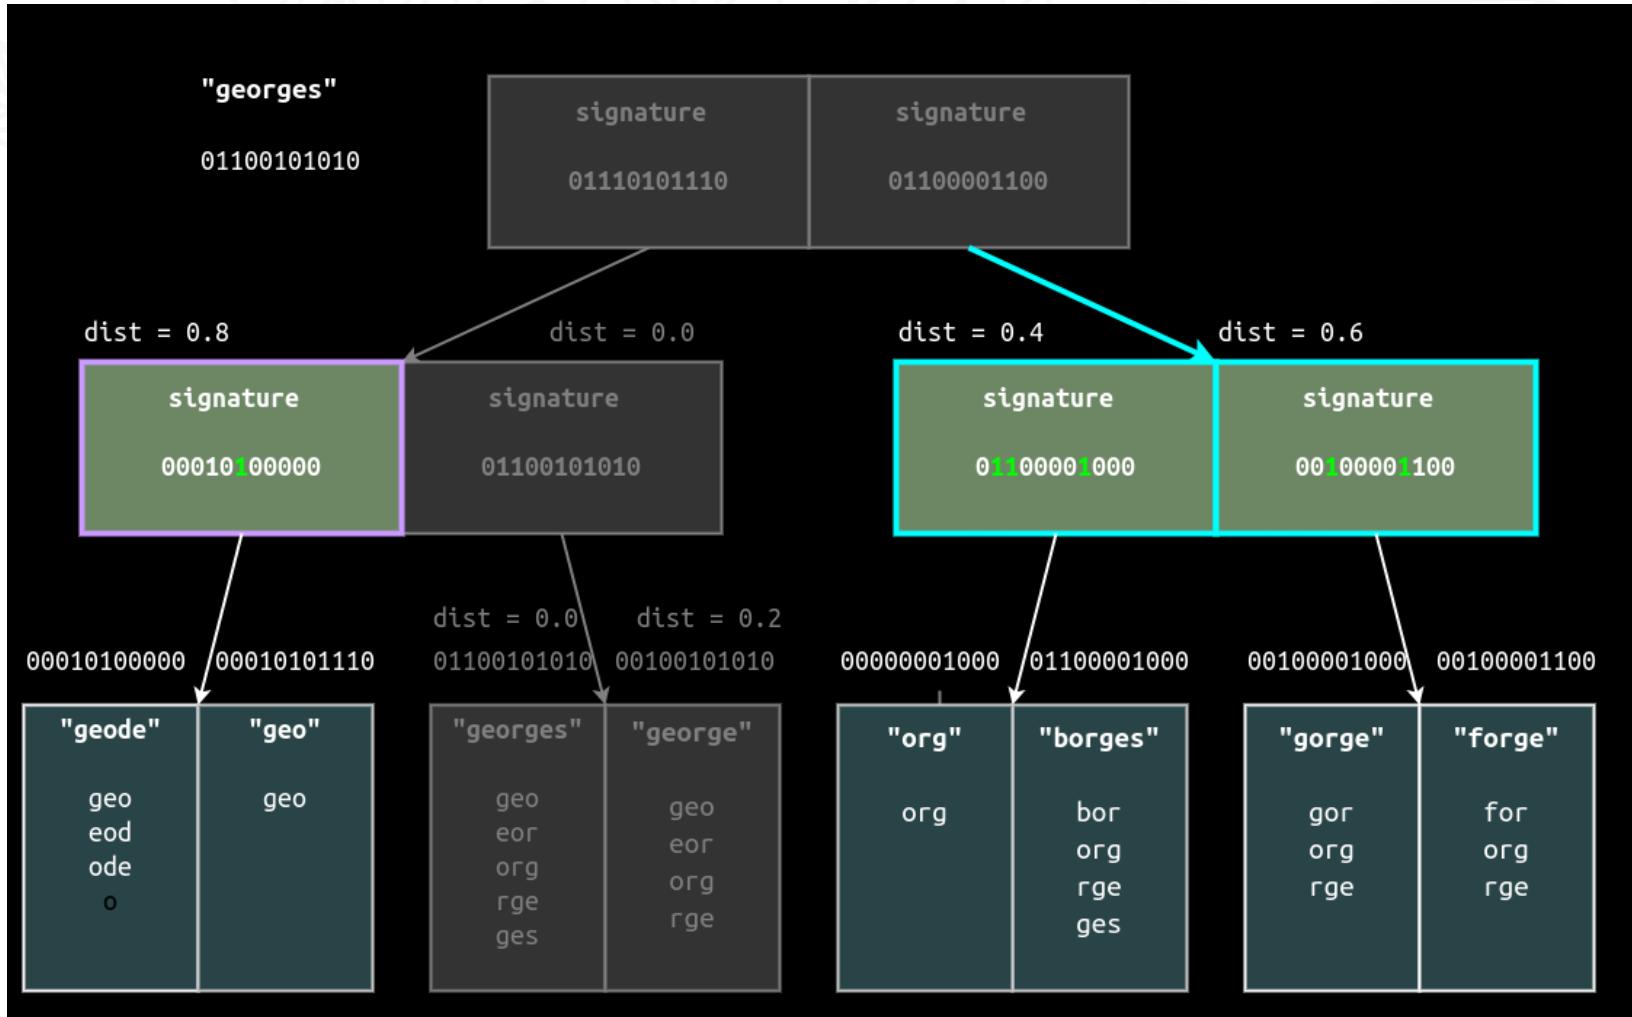 "georges"
01100101010
signature
01110101110
signature
01100001100
dist = 0.8
dist = 0.0
dist = 0.4
dist = 0.6
signature
00010100000
signature
01100101010
signature
01100001000
signature
00100001100
dist = 0.0
dist = 0.2
00010100000
00010101110
01100101010
00100101010
00000001000
01100001000
00100001000
00100001100
"geode"
geo
eod
ode
o
"geo"
geo
"georges"
geo
eor
org
rge
ges
"george"
geo
eor
org
rge
"org"
org
"borges"
bor
org
rge
ges
"gorge"
gor
org
rge
"forge"
for
org
rge